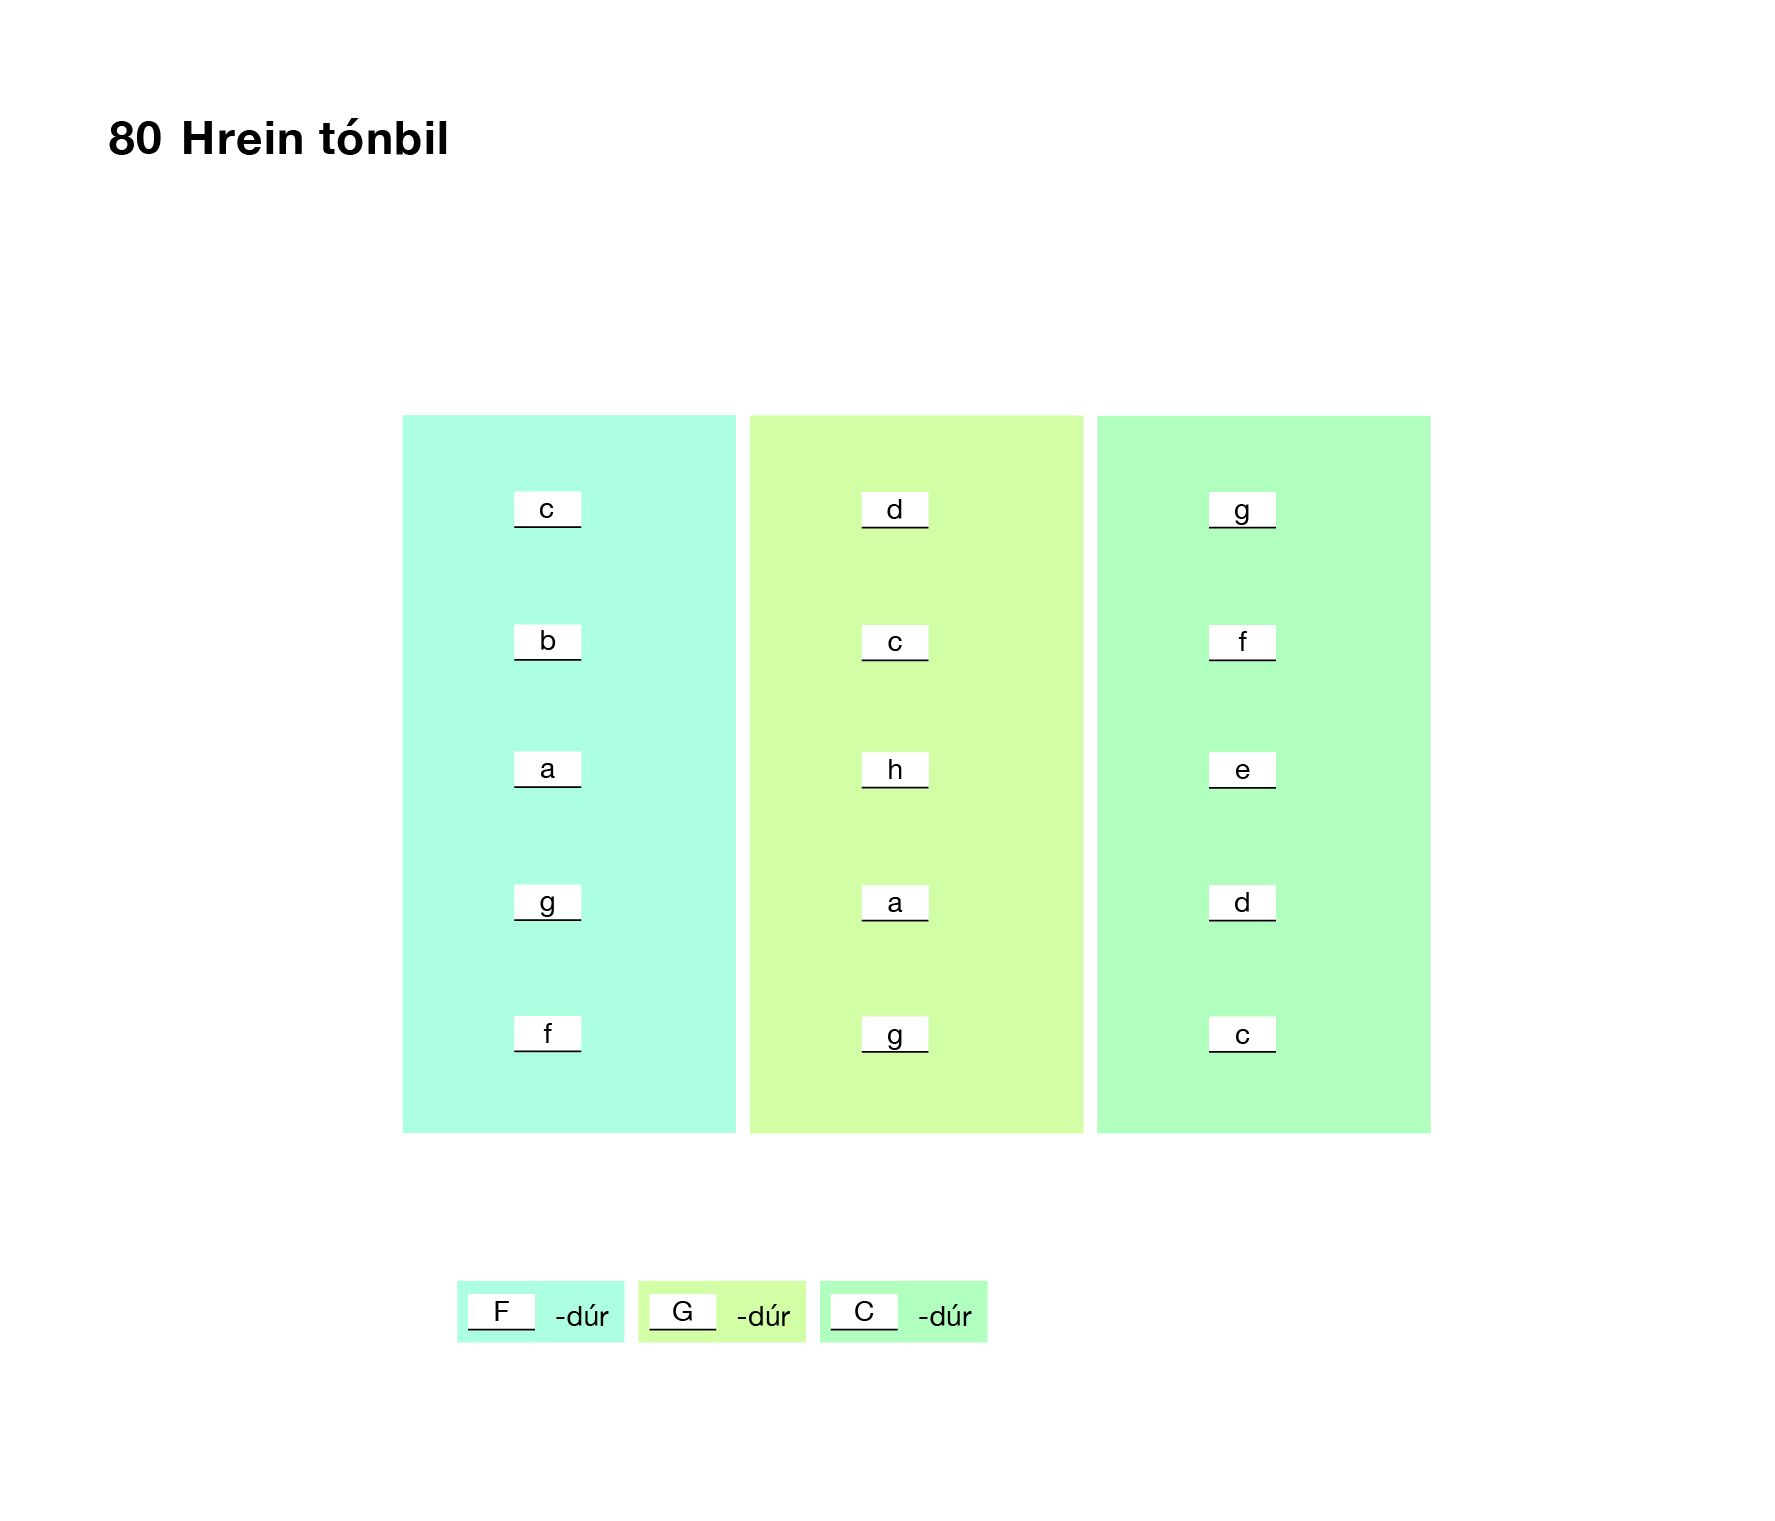 80 Hrein tónbil
c d g
b c f
a h e
g a d
f g c
F -dúr G -dúr C -dúr